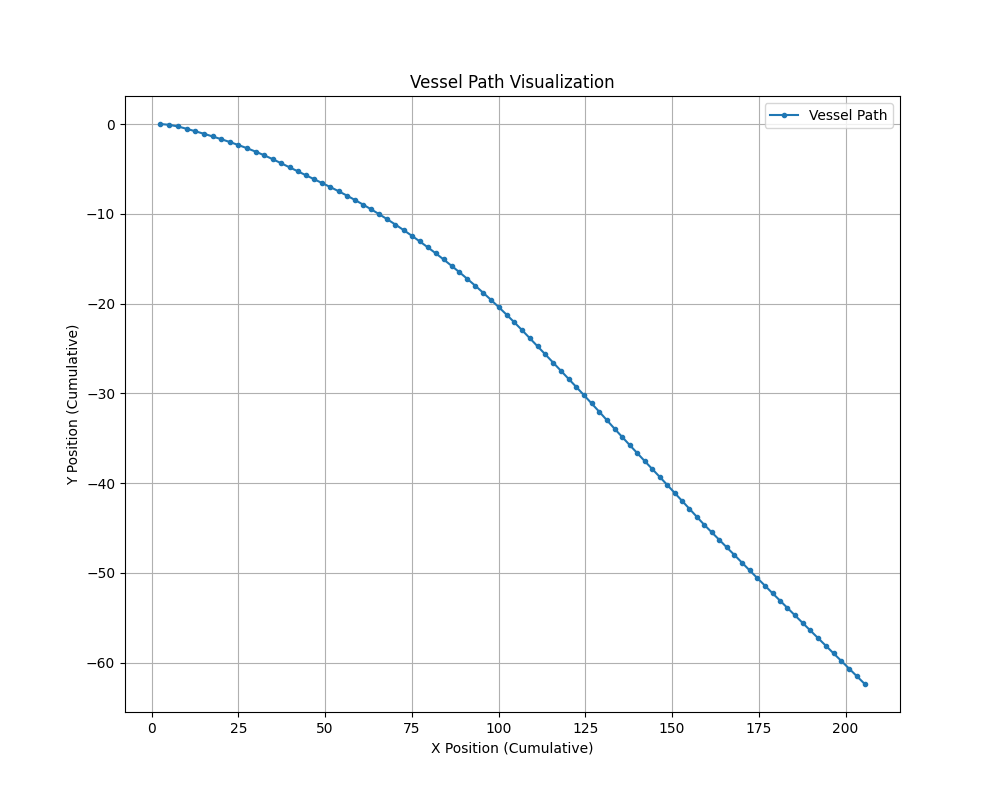 Vessel Path Visualization
Vessel Path
0
−10
−20
−30
−40
−50
−60
Y Position (Cumulative)
0 25 50 75 100 125 150 175 200
X Position (Cumulative)